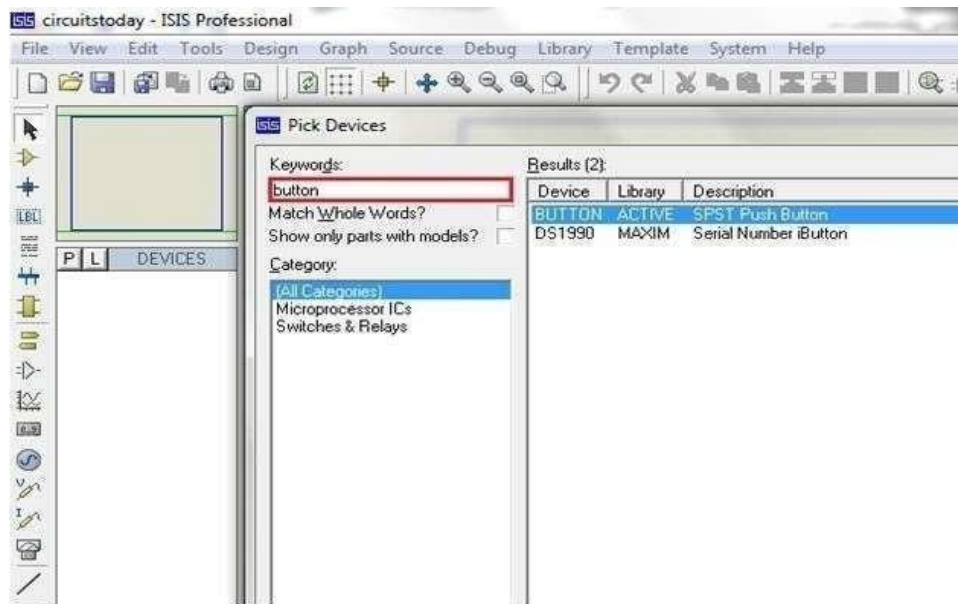 ISIS circuitstoday - ISIS Professional
File View Edit Tools Design Graph Source Debug Library Template System Help
ISIS Pick Devices
Keywords:
button
Match Whole Words?
Show only parts with models?
Category:
(All Categories)
Microprocessor ICs
Switches & Relays
Results (2):
Device Library Description
BUTTON ACTIVE SPST Push Button
DS1990 MAXIM Serial Number iButton
LBL
P L DEVICES
V
I